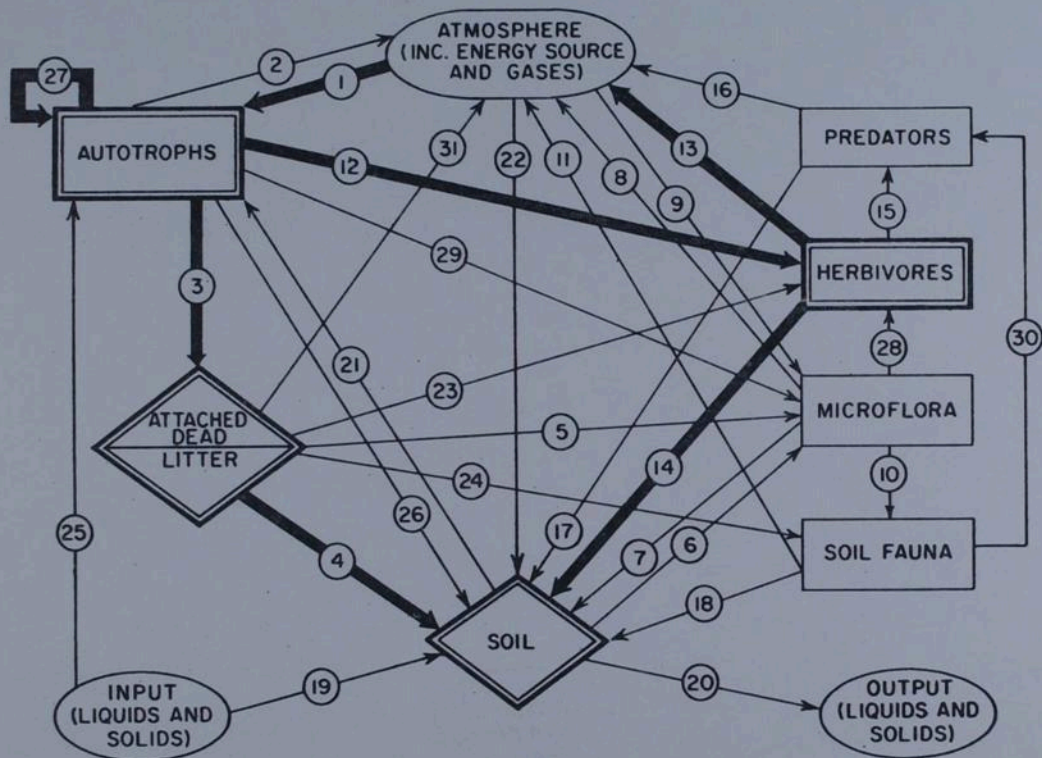 ATMOSPHERE
(INC. ENERGY SOURCE
AND GASES)
27
2
1
16
AUTOTROPHS
PREDATORS
31
22
11
13
12
8
9
15
29
HERBIVORES
3
30
21
23
28
ATTACHED
DEAD
LITTER
MICROFLORA
5
14
24
10
25
26
17
7
6
SOIL FAUNA
4
18
SOIL
19
20
INPUT
(LIQUIDS AND
SOLIDS)
OUTPUT
(LIQUIDS AND
SOLIDS)